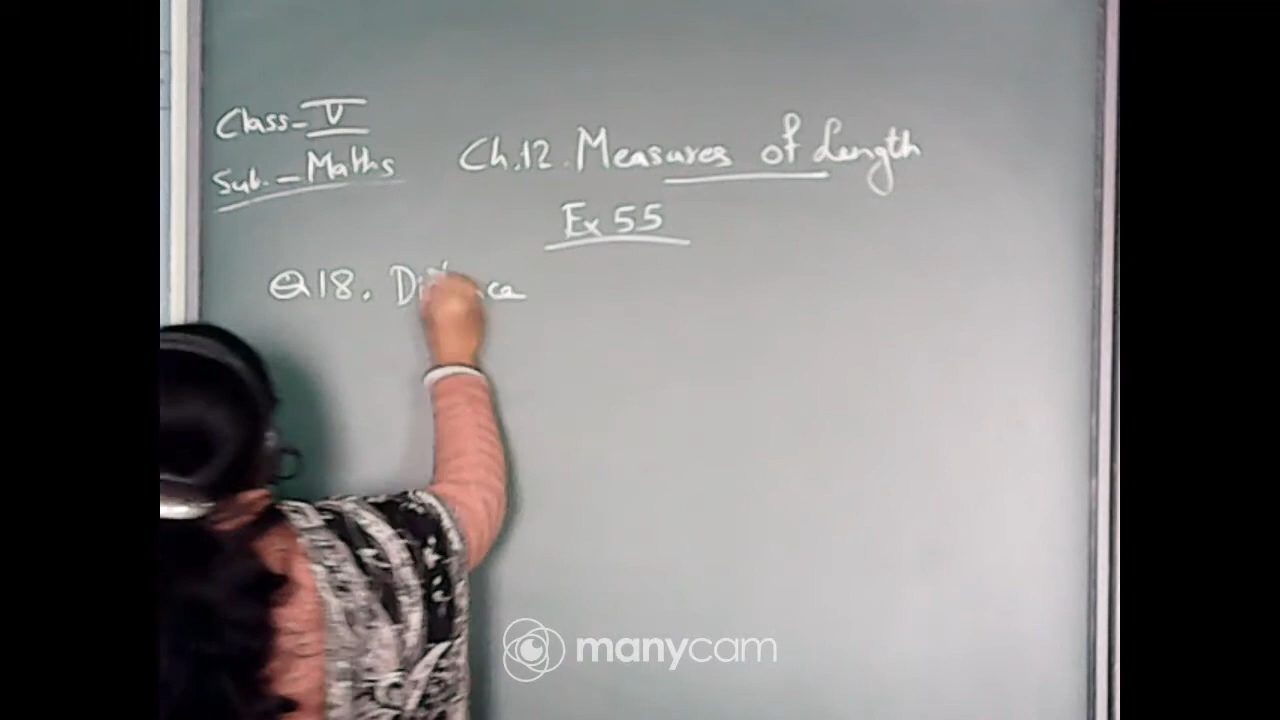 Class - V
Sub. - Maths
Ch.12. Measures of Length
Ex 55
Q18.
manycam